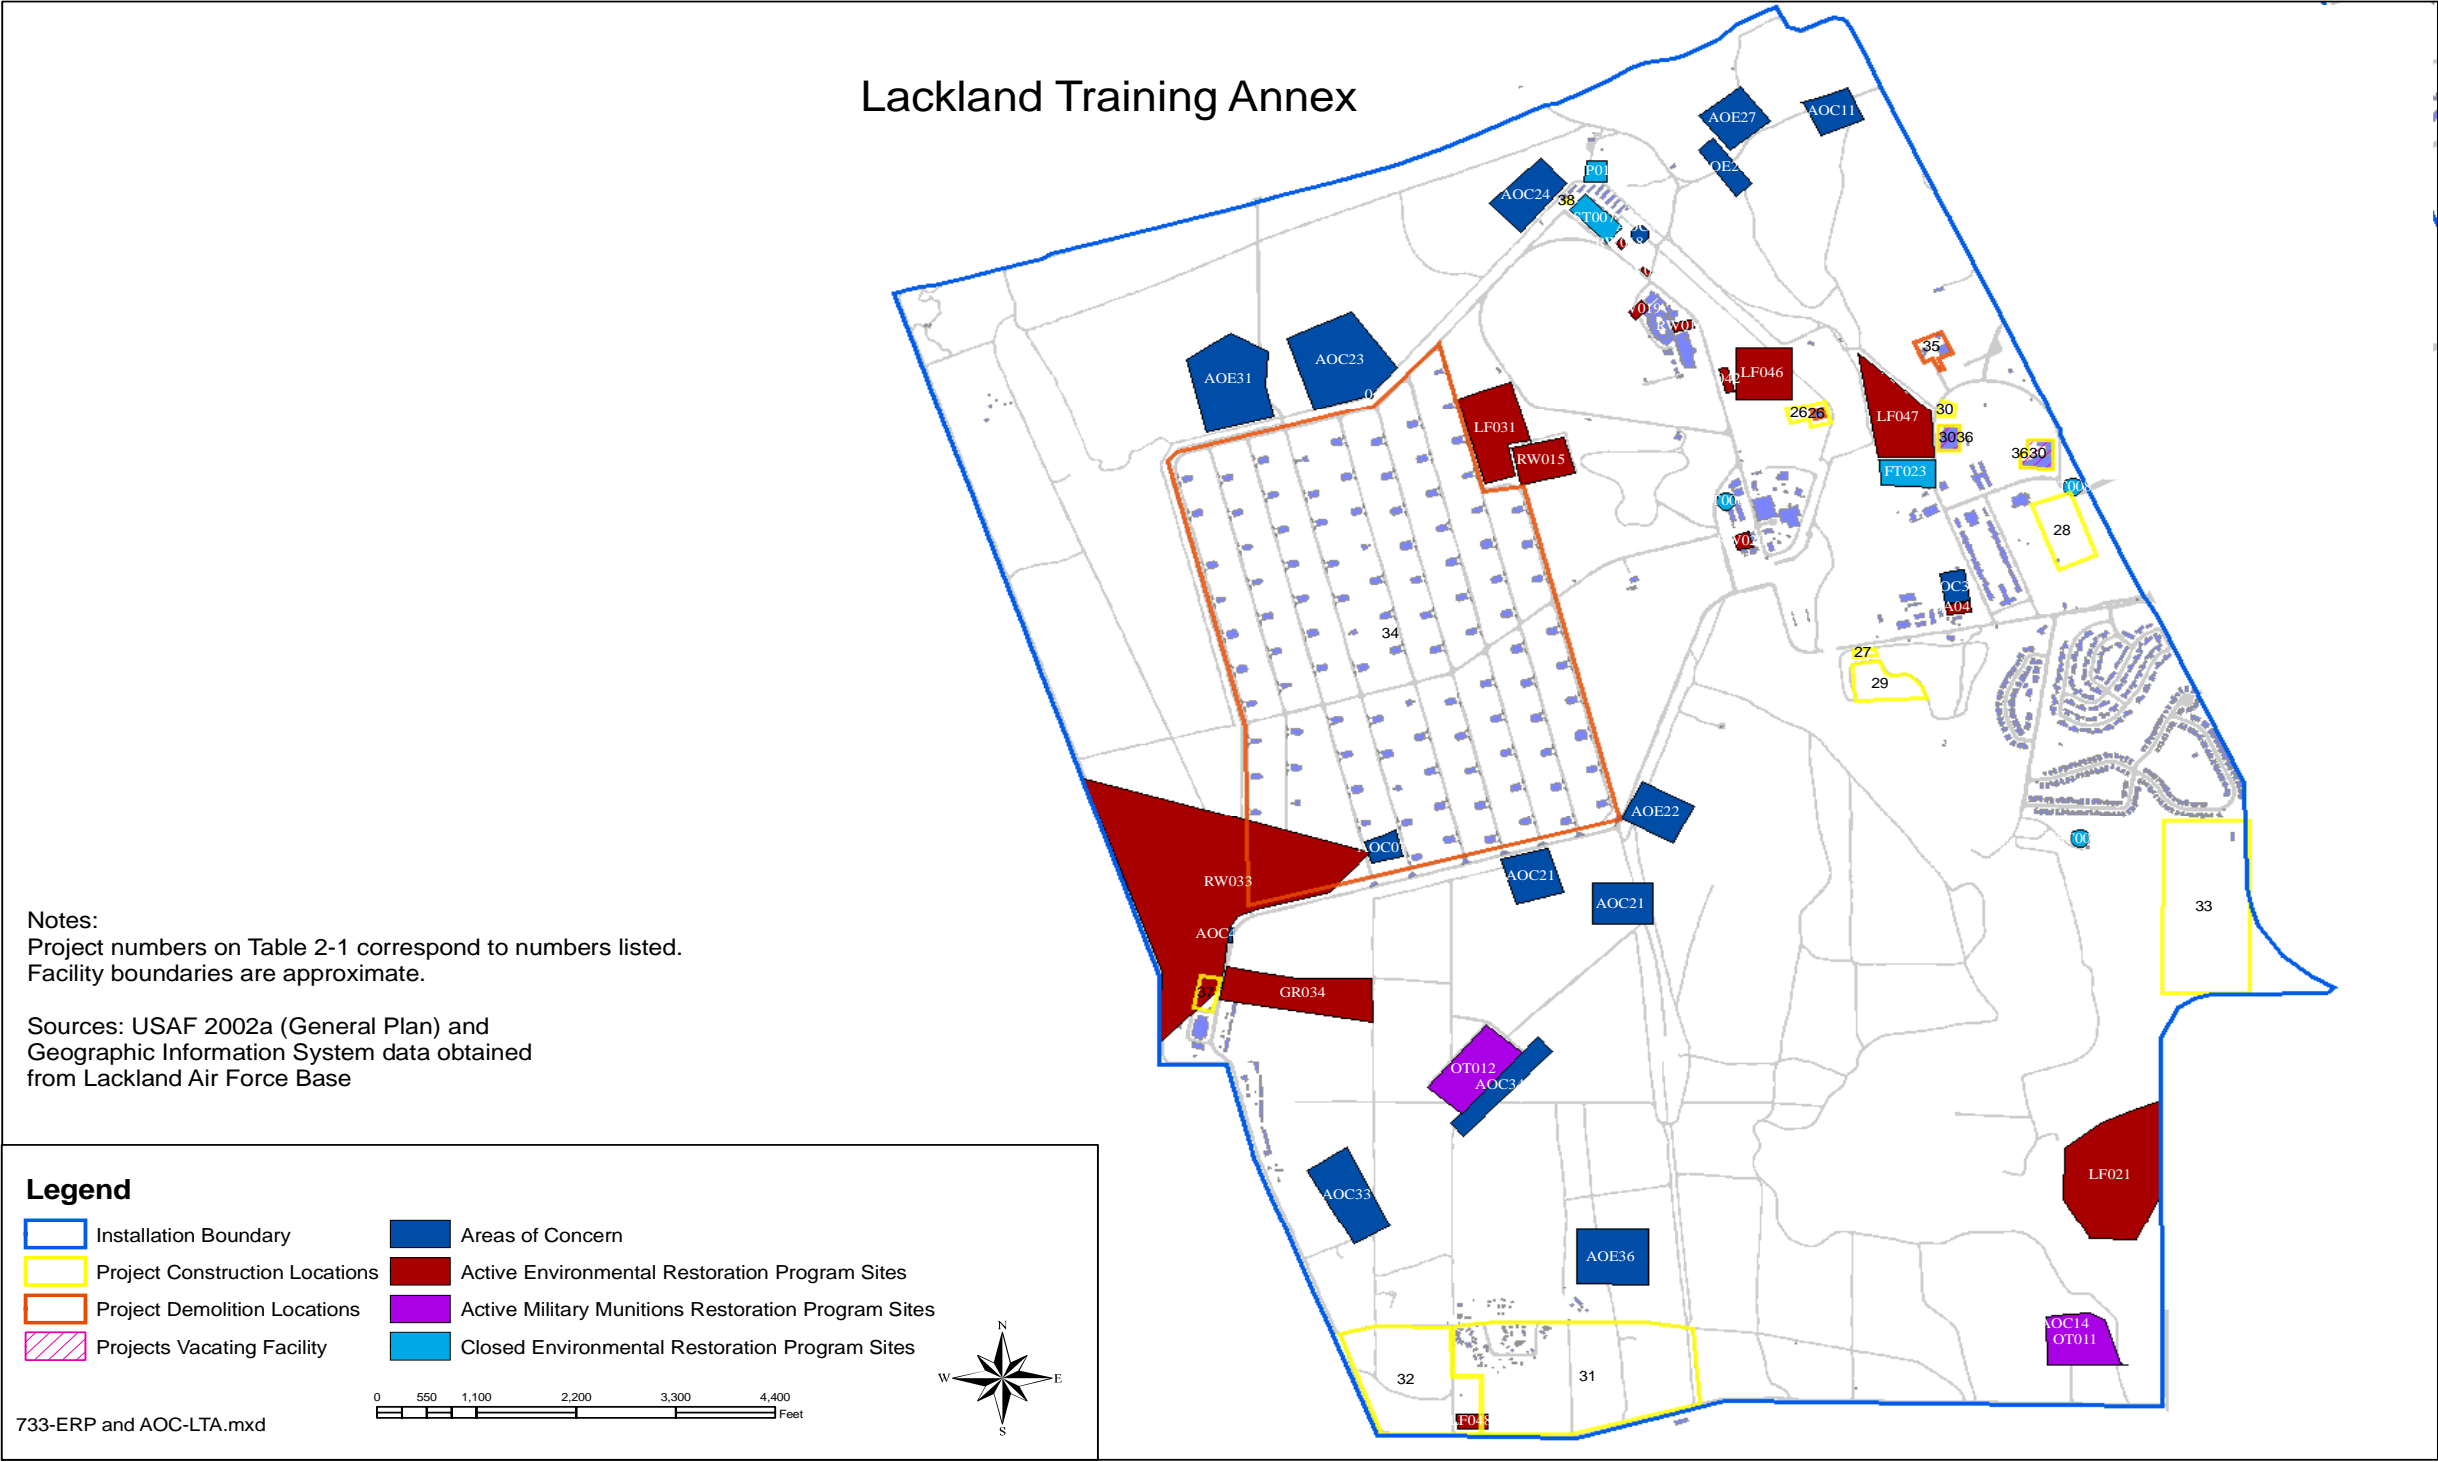 Lackland Training Annex
AOE27
AOC11
P01
AOC24
38
ST007
35
AOC23
AOE31
LF046
2626
LF047
30
3036
3630
LF031
RW015
FT023
28
34
27
29
AOE22
AOC21
AOC21
RW033
33
37
GR034
OT012
AOC34
AOC33
LF021
AOE36
AOC14
OT011
32
31
LF048
Notes:
Project numbers on Table 2-1 correspond to numbers listed.
Facility boundaries are approximate.
Sources: USAF 2002a (General Plan) and
Geographic Information System data obtained
from Lackland Air Force Base
Legend
Installation Boundary
Project Construction Locations
Project Demolition Locations
Projects Vacating Facility
Areas of Concern
Active Environmental Restoration Program Sites
Active Military Munitions Restoration Program Sites
Closed Environmental Restoration Program Sites
0 550 1,100 2,200 3,300 4,400
Feet
N
W E
S
733-ERP and AOC-LTA.mxd